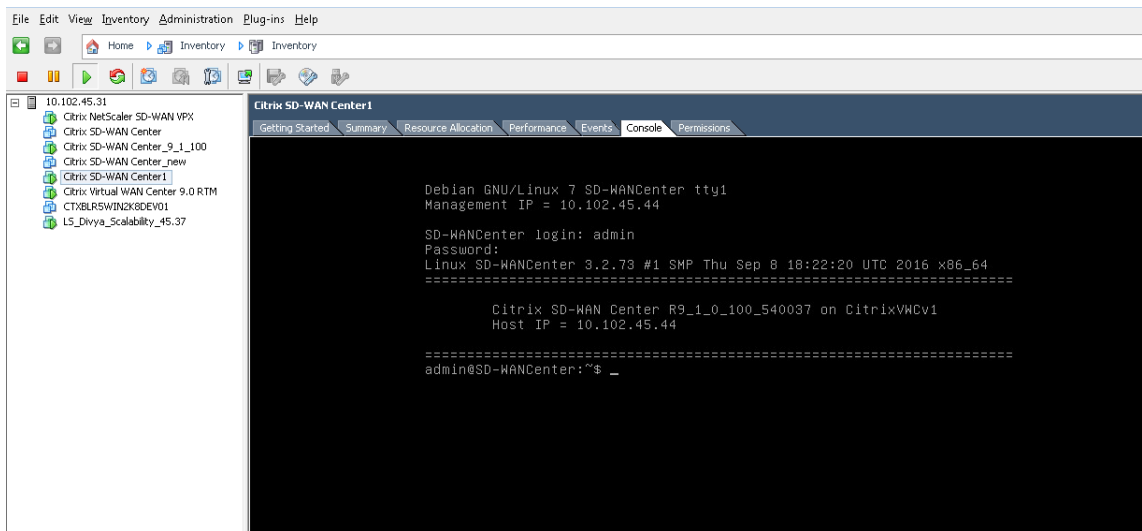 File Edit View Inventory Administration Plug-ins Help
Home Inventory Inventory
10.102.45.31
Citrix NetScaler SD-WAN VPX
Citrix SD-WAN Center
Citrix SD-WAN Center_9_1_100
Citrix SD-WAN Center_new
Citrix SD-WAN Center1
Citrix Virtual WAN Center 9.0 RTM
CTXBLR5WIN2K8DEV01
LS_Divya_Scalability_45.37
Citrix SD-WAN Center1
Getting Started Summary Resource Allocation Performance Events Console Permissions
Debian GNU/Linux 7 SD-WANCenter tty1
Management IP = 10.102.45.44
SD-WANCenter login: admin
Password:
Linux SD-WANCenter 3.2.73 #1 SMP Thu Sep 8 18:22:20 UTC 2016 x86_64
======================================================================
Citrix SD-WAN Center R9_1_0_100_540037 on CitrixVWCv1
Host IP = 10.102.45.44
======================================================================
admin@SD-WANCenter:~$ _